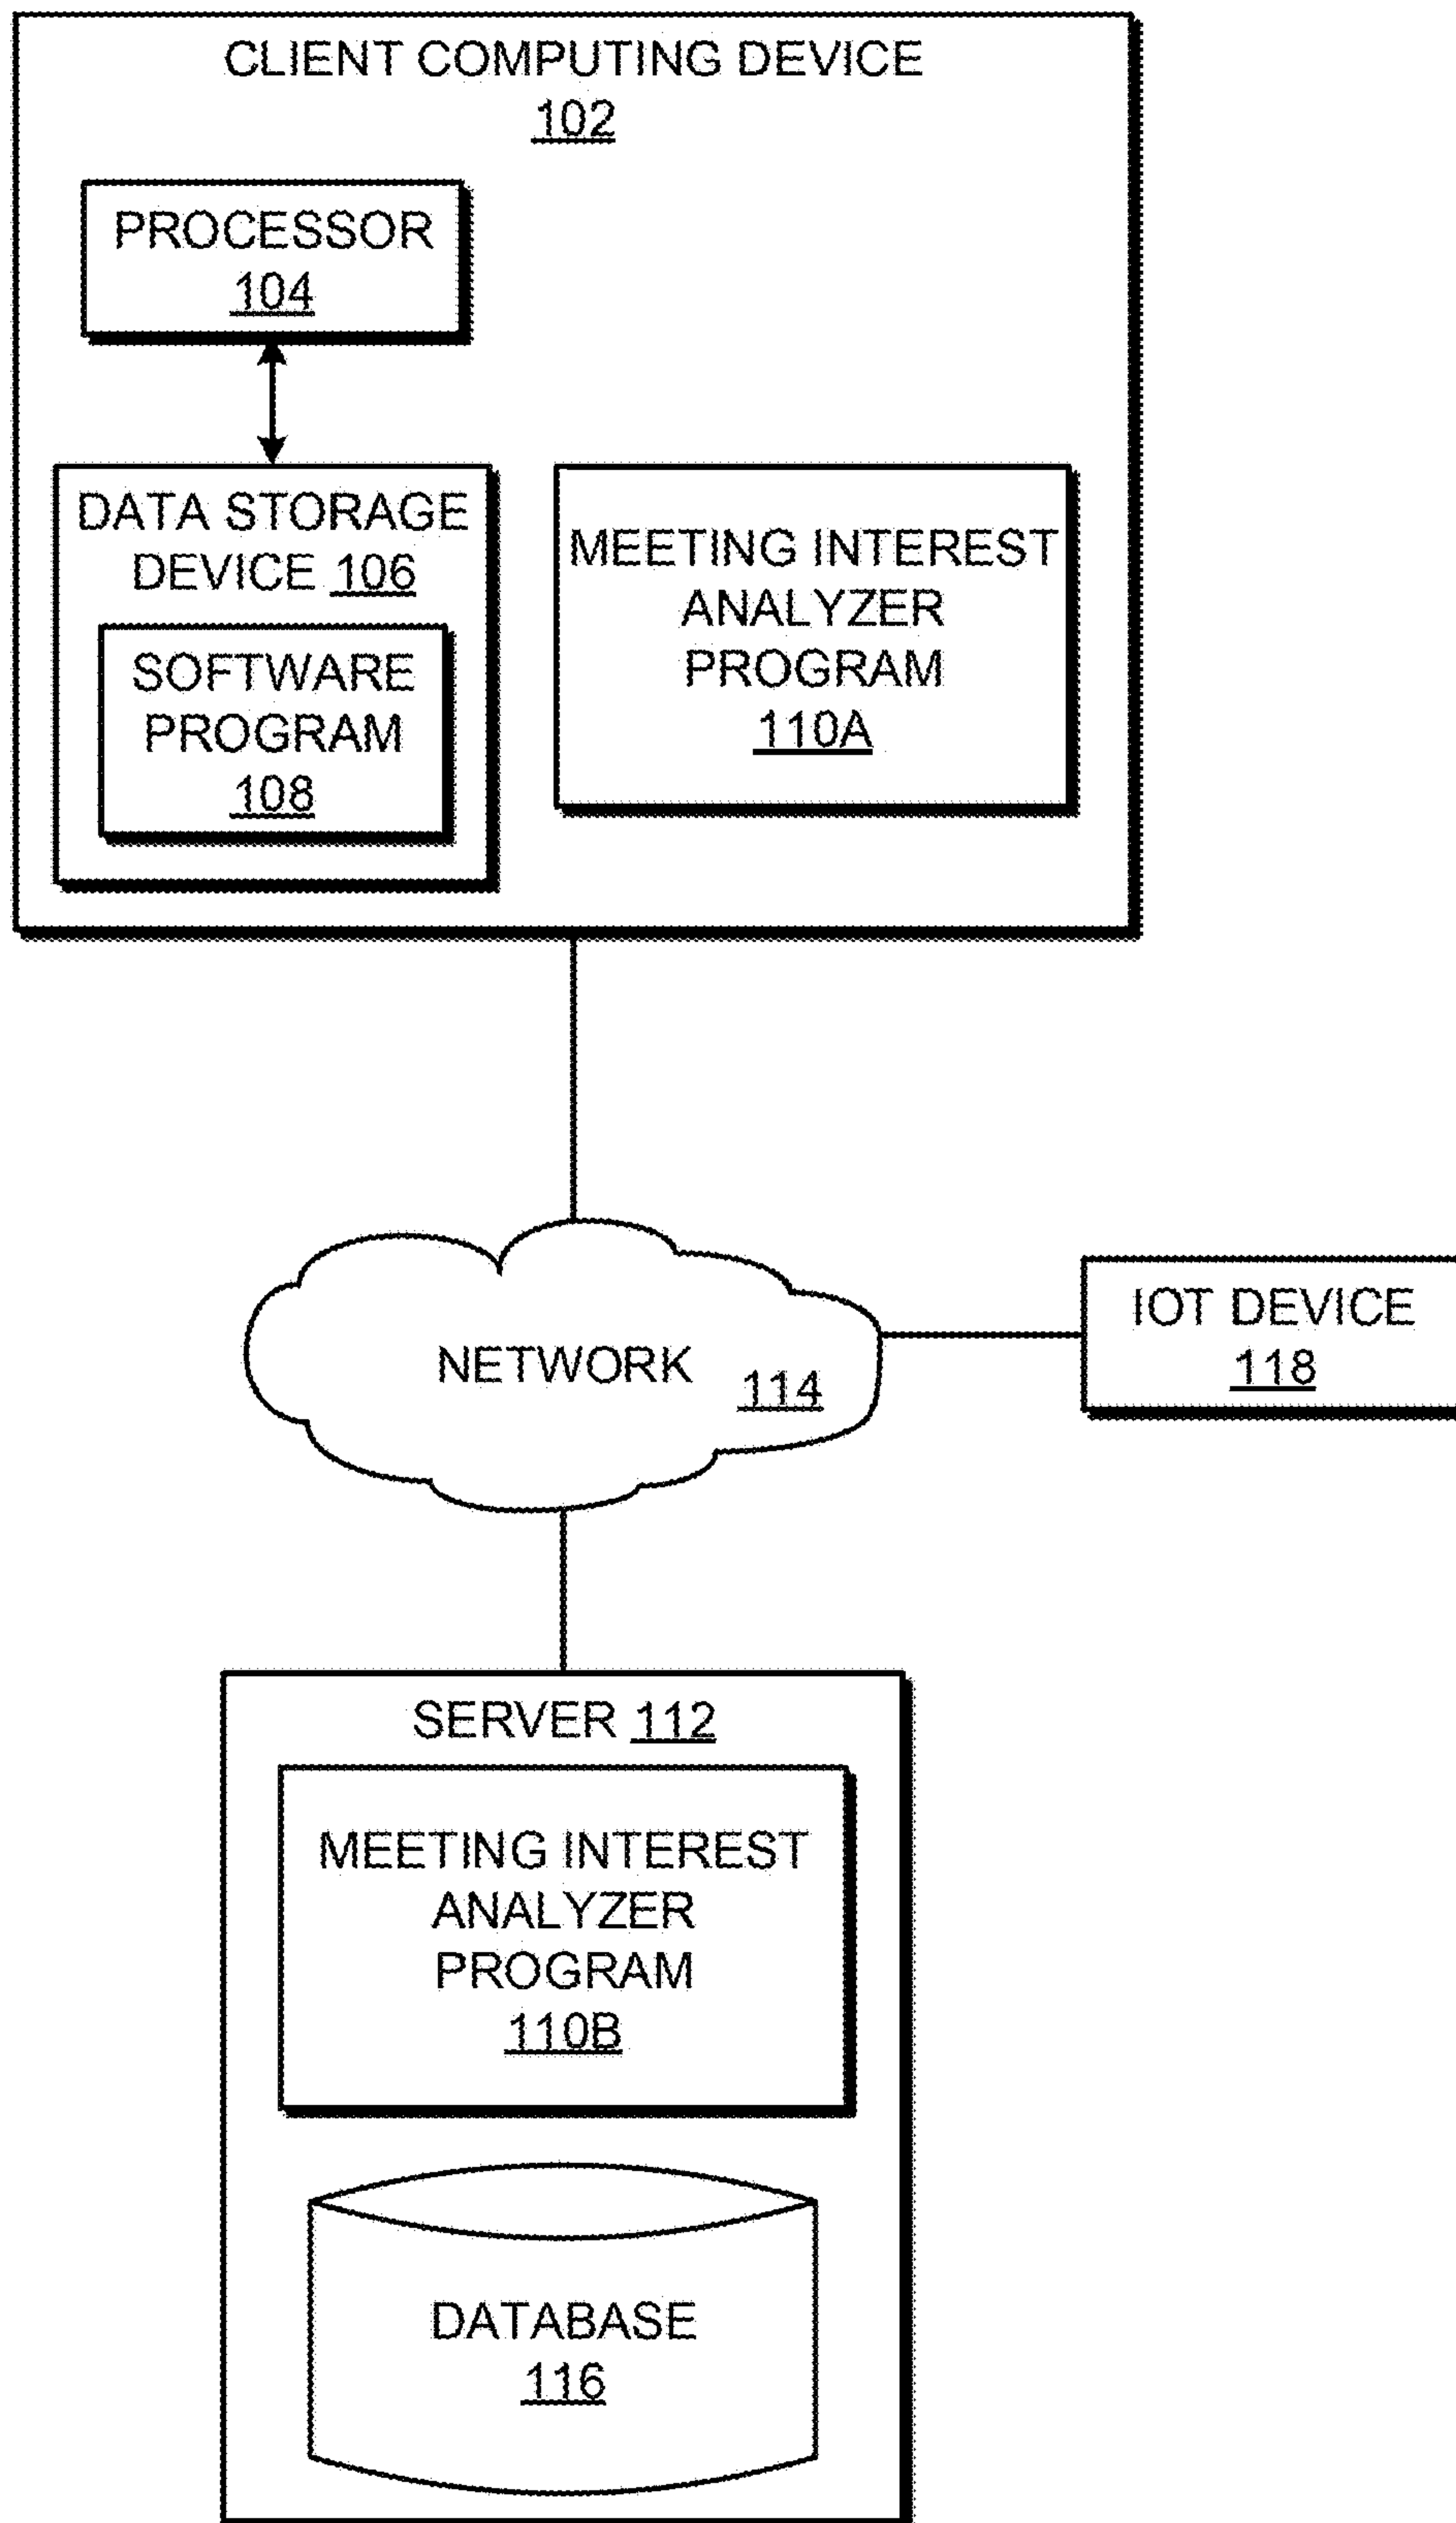 CLIENT COMPUTING DEVICE
102
PROCESSOR
104
DATA STORAGE
DEVICE 106
SOFTWARE
PROGRAM
108
MEETING INTEREST
ANALYZER
PROGRAM
110A
NETWORK
114
IOT DEVICE
118
SERVER 112
MEETING INTEREST
ANALYZER
PROGRAM
110B
DATABASE
116